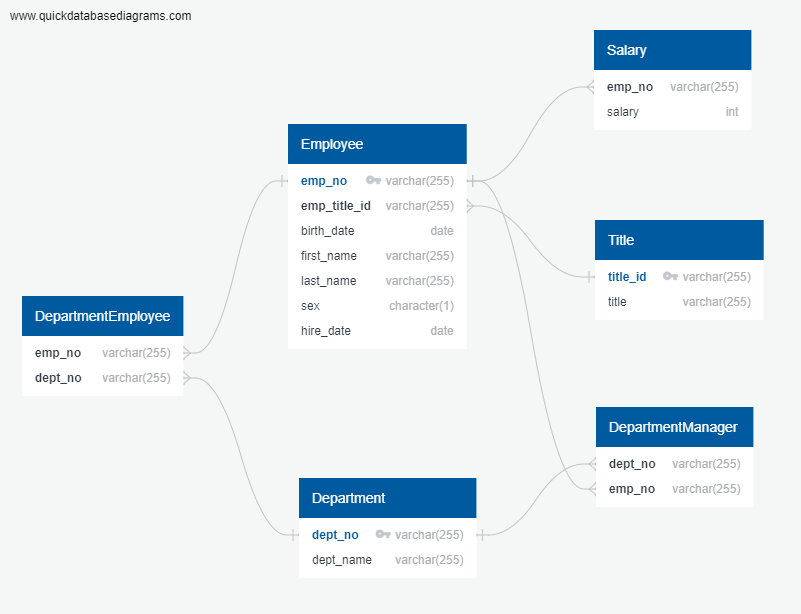 www.quickdatabasediagrams.com
Salary
emp_no varchar(255)
salary int
Employee
emp_no varchar(255)
emp_title_id varchar(255)
birth_date date
first_name varchar(255)
last_name varchar(255)
sex character(1)
hire_date date
Title
title_id varchar(255)
title varchar(255)
DepartmentEmployee
emp_no varchar(255)
dept_no varchar(255)
DepartmentManager
dept_no varchar(255)
emp_no varchar(255)
Department
dept_no varchar(255)
dept_name varchar(255)